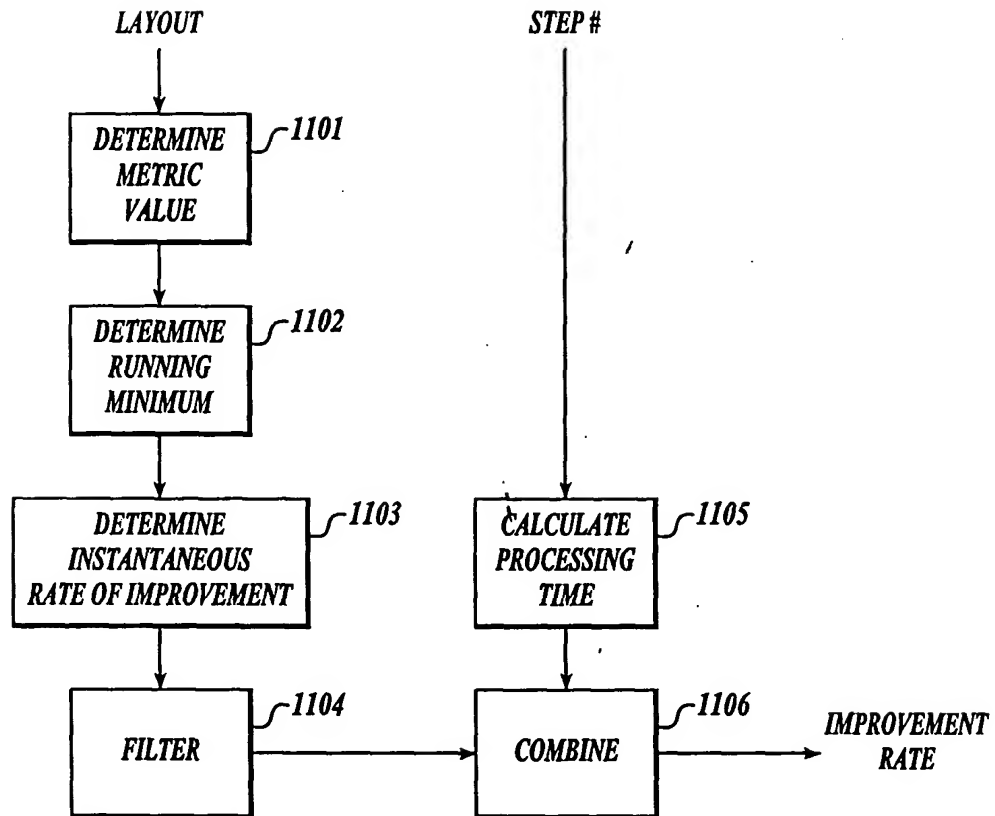 LAYOUT
STEP #
1101
DETERMINE
METRIC
VALUE
1102
DETERMINE
RUNNING
MINIMUM
1103
DETERMINE
INSTANTANEOUS
RATE OF IMPROVEMENT
1105
CALCULATE
PROCESSING
TIME
1104
FILTER
1106
COMBINE
IMPROVEMENT
RATE